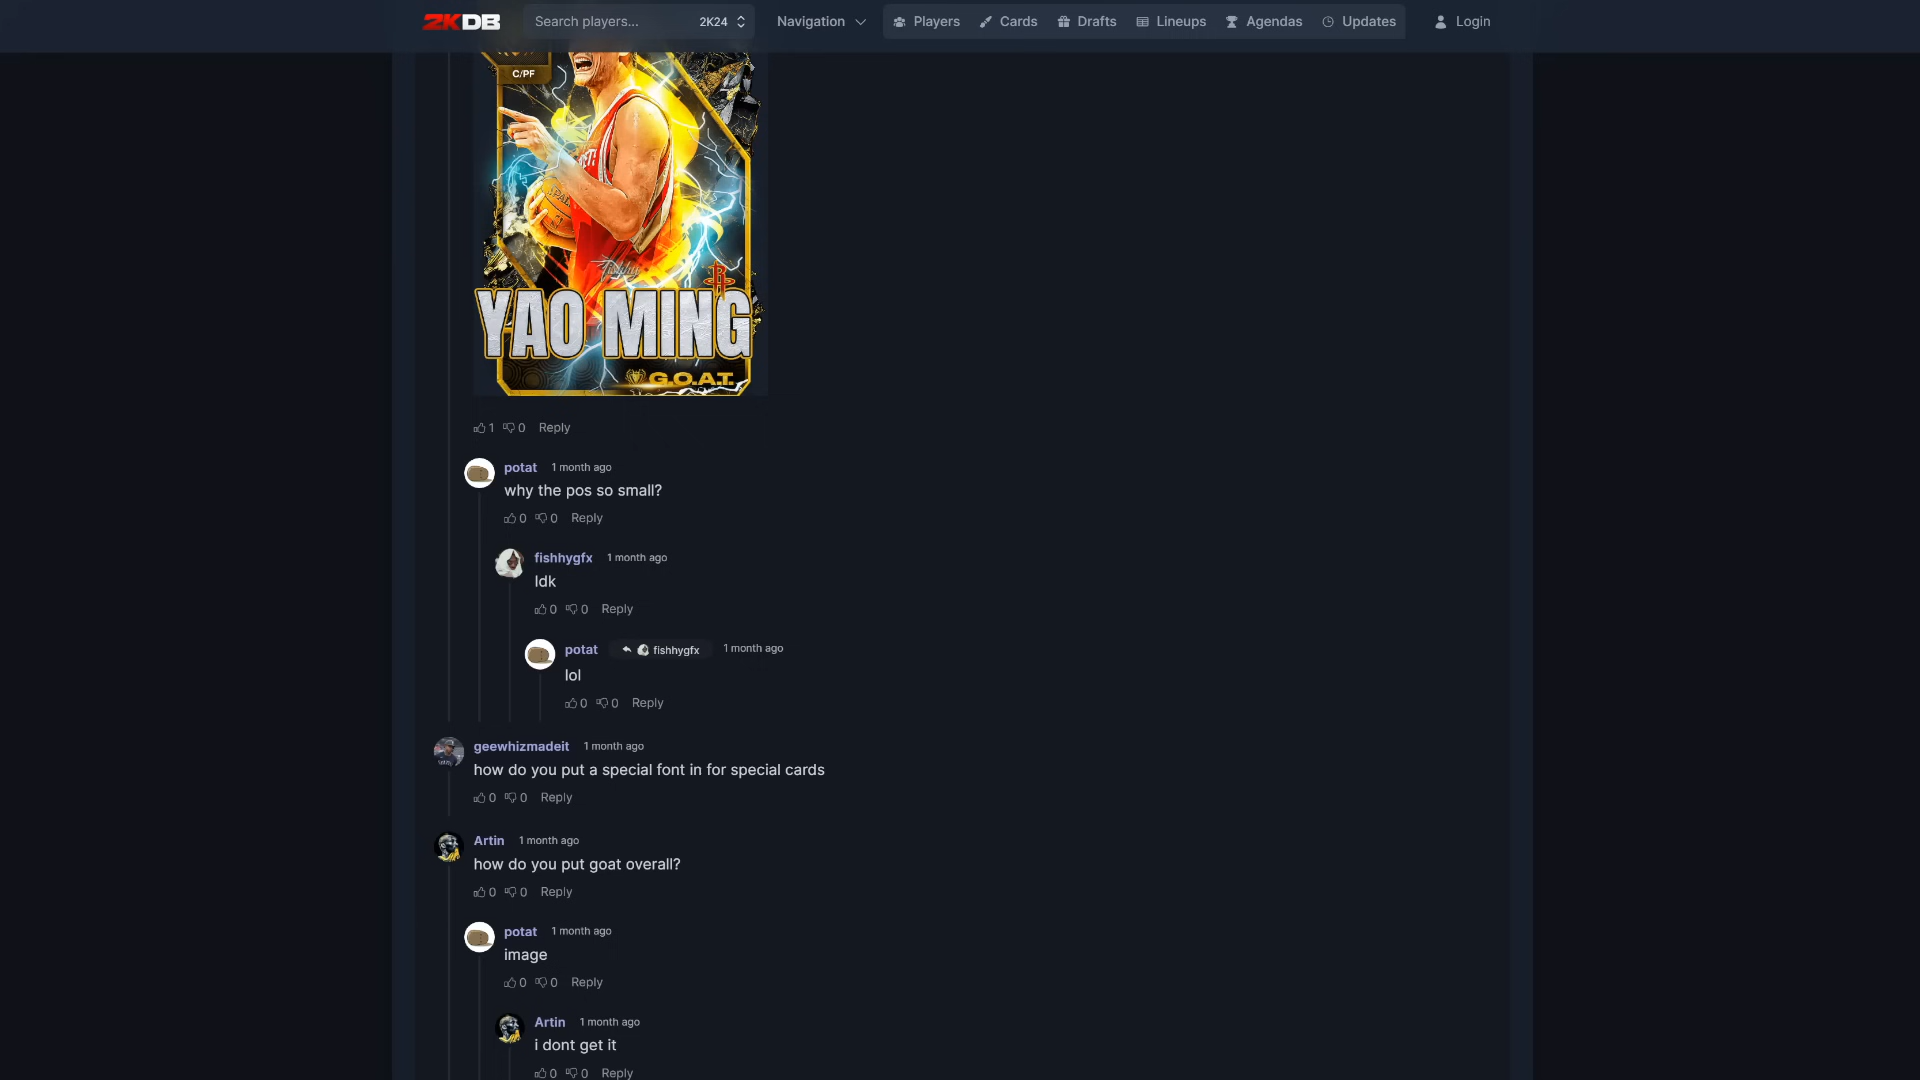 2KDB
Search players...
2K24
Navigation
Players
Cards
Drafts
Lineups
Agendas
Updates
Login
C/PF
YAO MING
G.O.A.T.
1 0 Reply
potat 1 month ago
why the pos so small?
0 0 Reply
fishhygfx 1 month ago
Idk
0 0 Reply
potat fishhygfx 1 month ago
lol
0 0 Reply
geewhizmadeit 1 month ago
how do you put a special font in for special cards
0 0 Reply
Artin 1 month ago
how do you put goat overall?
0 0 Reply
potat 1 month ago
image
0 0 Reply
Artin 1 month ago
i dont get it
0 0 Reply